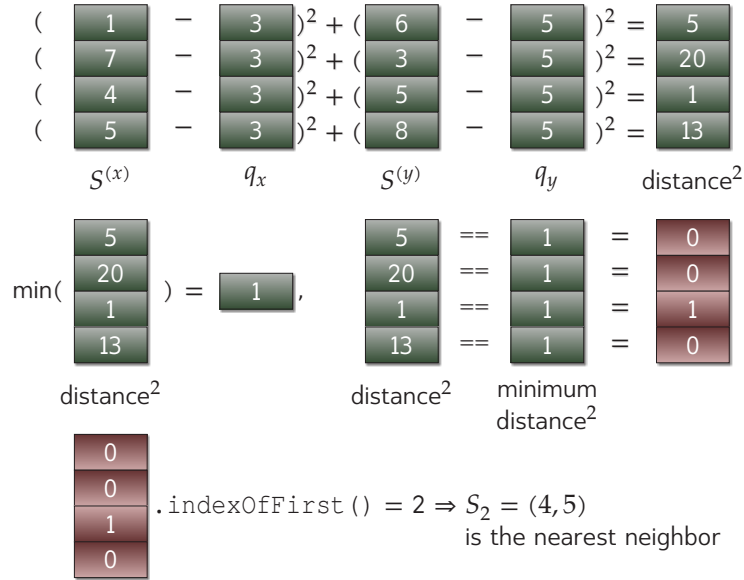 ( 1 − 3 )² + ( 6 − 5 )² = 5
( 7 − 3 )² + ( 3 − 5 )² = 20
( 4 − 3 )² + ( 5 − 5 )² = 1
( 5 − 3 )² + ( 8 − 5 )² = 13
S⁽ˣ⁾ qₓ S⁽ʸ⁾ q_y distance²
min( 5 20 1 13 ) = 1 ,
distance²
5 == 1 = 0
20 == 1 = 0
1 == 1 = 1
13 == 1 = 0
distance² minimum distance²
0
0
1
0
.indexOfFirst() = 2 ⇒ S₂ = (4, 5)
is the nearest neighbor